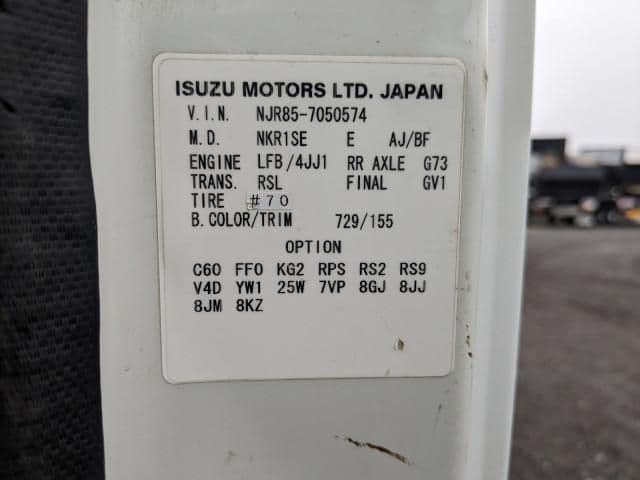 ISUZU MOTORS LTD. JAPAN
V.I.N. NJR85-7050574
M.D. NKR1SE E AJ/BF
ENGINE LFB/4JJ1 RR AXLE G73
TRANS. RSL FINAL GV1
TIRE #70
B.COLOR/TRIM 729/155
OPTION
C60 FF0 KG2 RPS RS2 RS9
V4D YW1 25W 7VP 8GJ 8JJ
8JM 8KZ